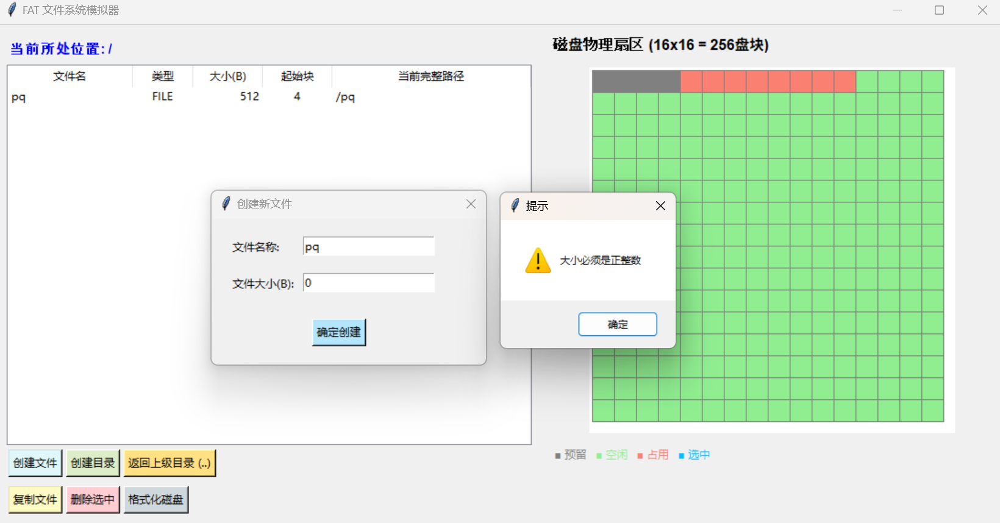 FAT 文件系统模拟器
当前所处位置: /
磁盘物理扇区 (16x16 = 256盘块)
文件名 类型 大小(B) 起始块 当前完整路径
pq FILE 512 4 /pq
创建新文件
文件名称: pq
文件大小(B): 0
确定创建
提示
大小必须是正整数
确定
预留 空闲 占用 选中
创建文件 创建目录 返回上级目录 (..)
复制文件 删除选中 格式化磁盘